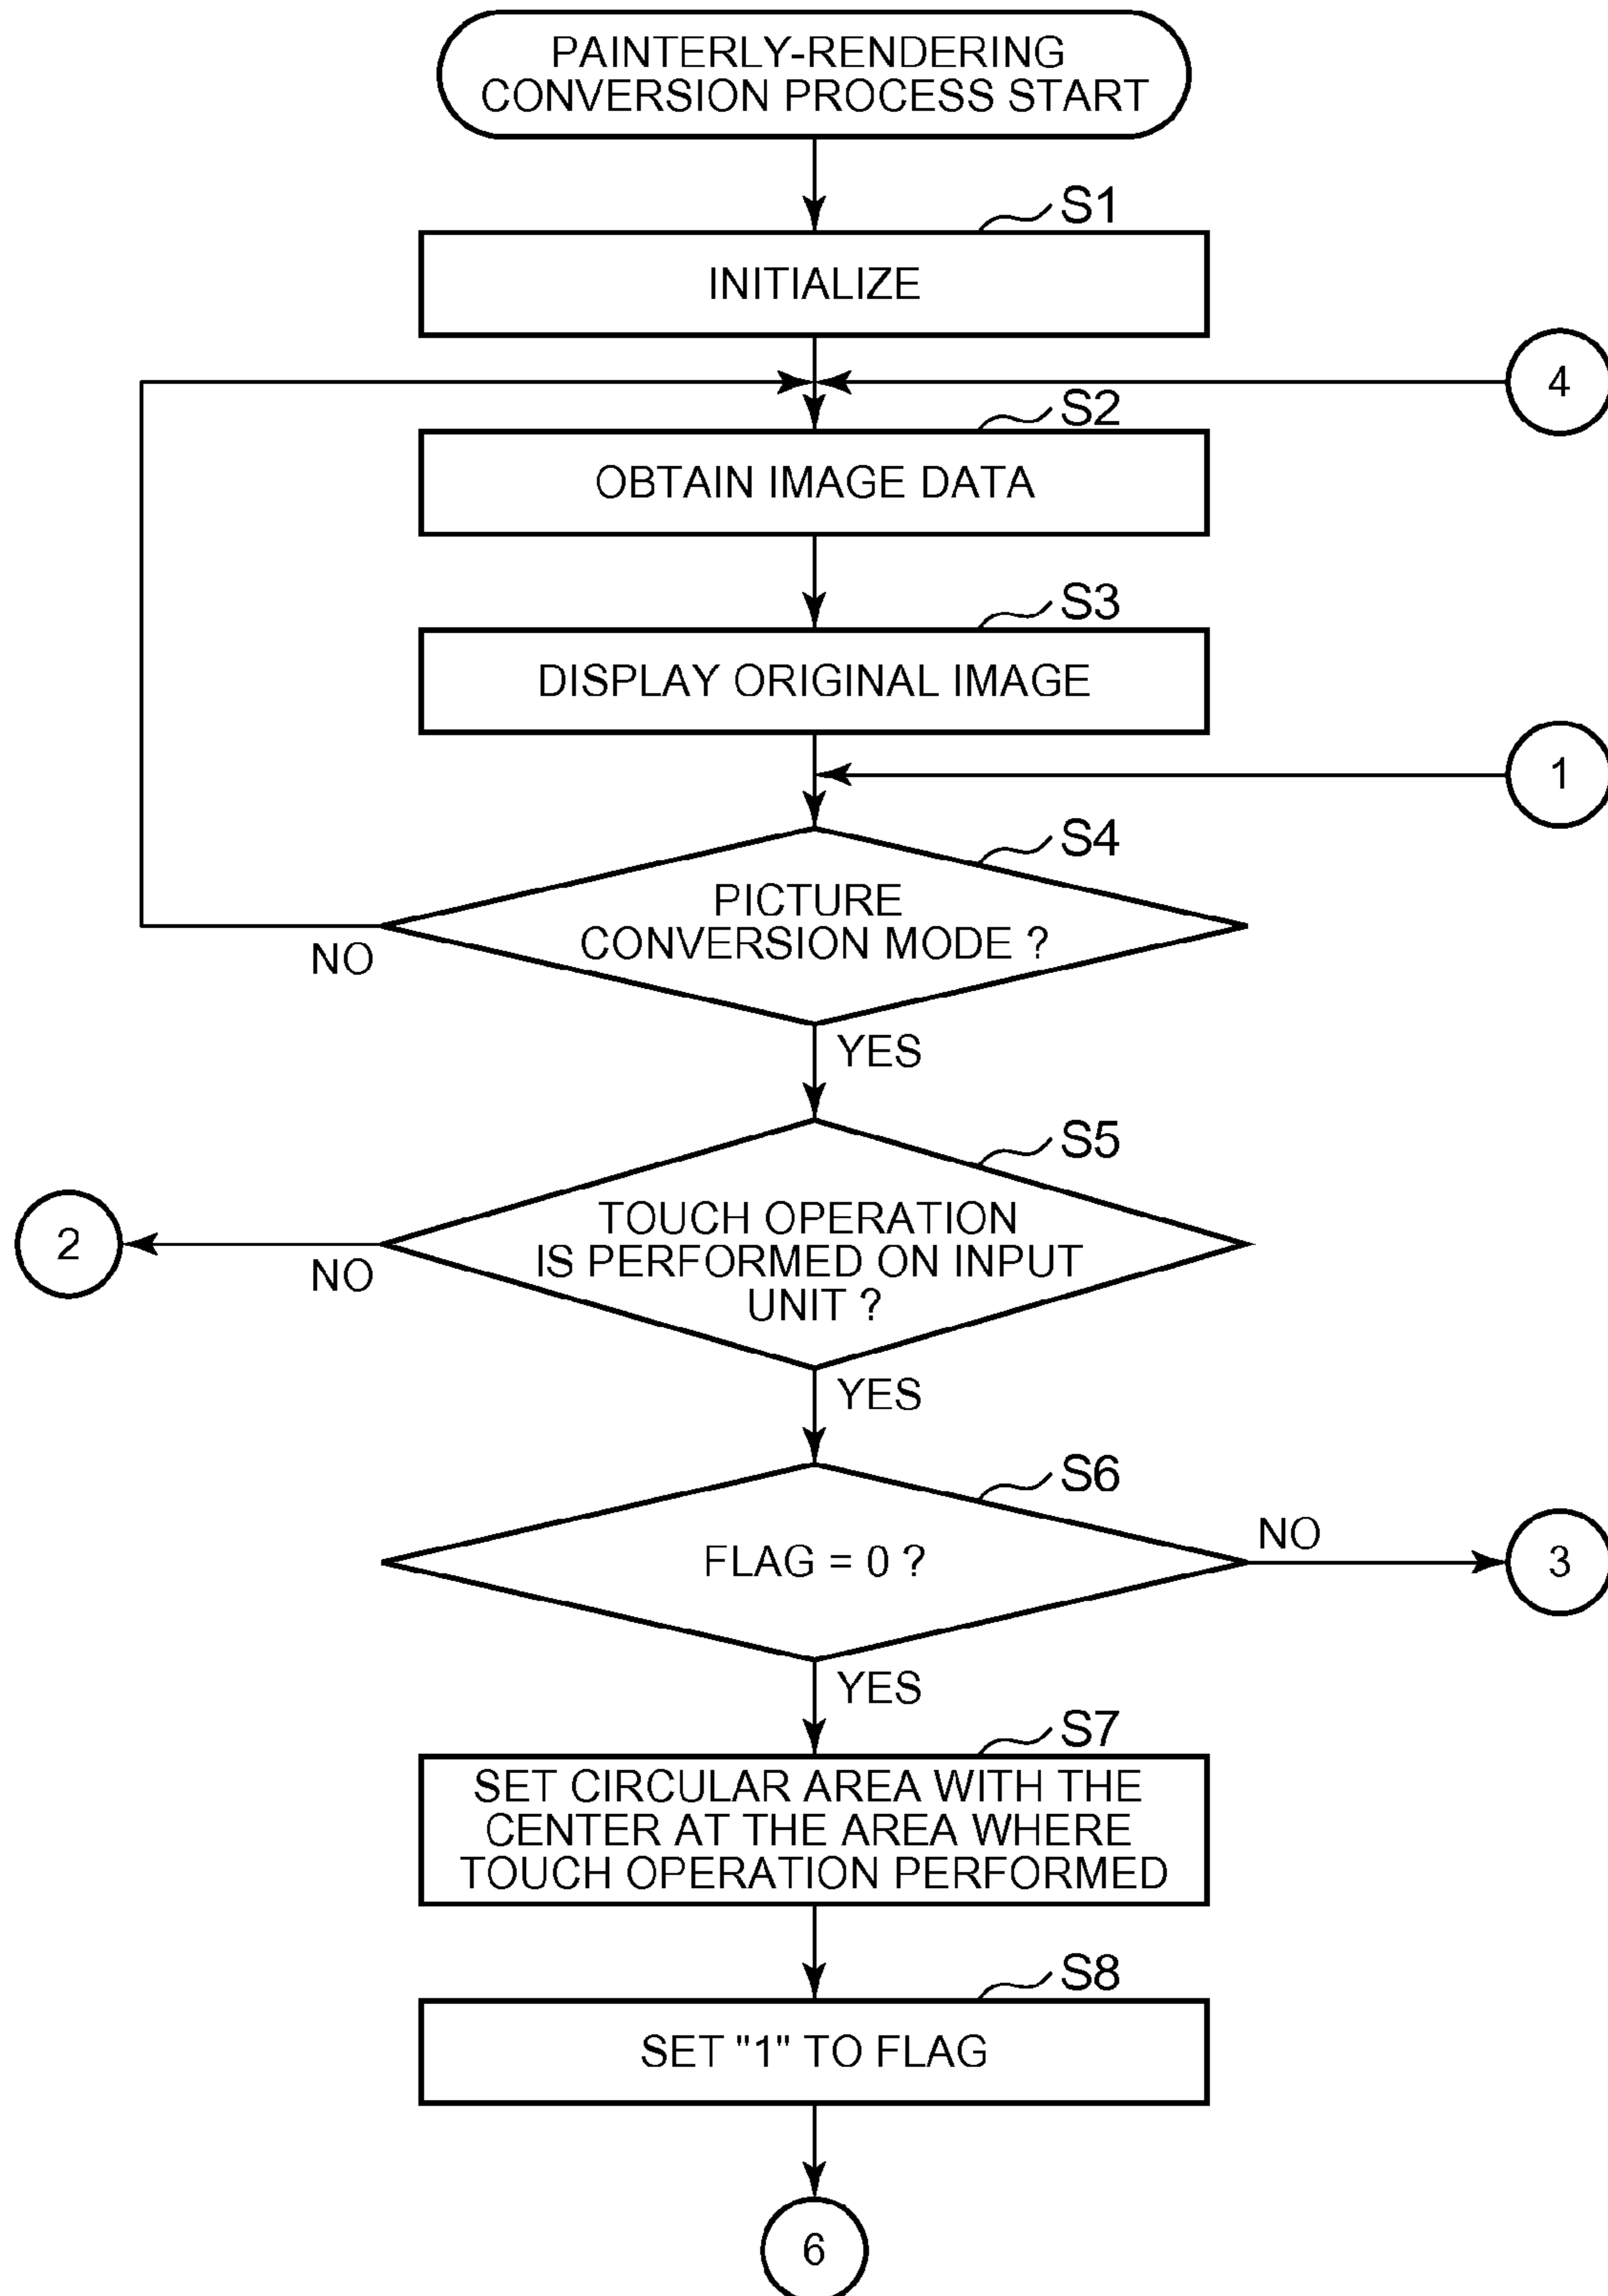 PAINTERLY-RENDERING
CONVERSION PROCESS START
S1
INITIALIZE
4
S2
OBTAIN IMAGE DATA
S3
DISPLAY ORIGINAL IMAGE
1
S4
PICTURE
CONVERSION MODE ?
NO
YES
S5
TOUCH OPERATION
IS PERFORMED ON INPUT
UNIT ?
2
NO
YES
S6
FLAG = 0 ?
NO
3
YES
S7
SET CIRCULAR AREA WITH THE
CENTER AT THE AREA WHERE
TOUCH OPERATION PERFORMED
S8
SET "1" TO FLAG
6